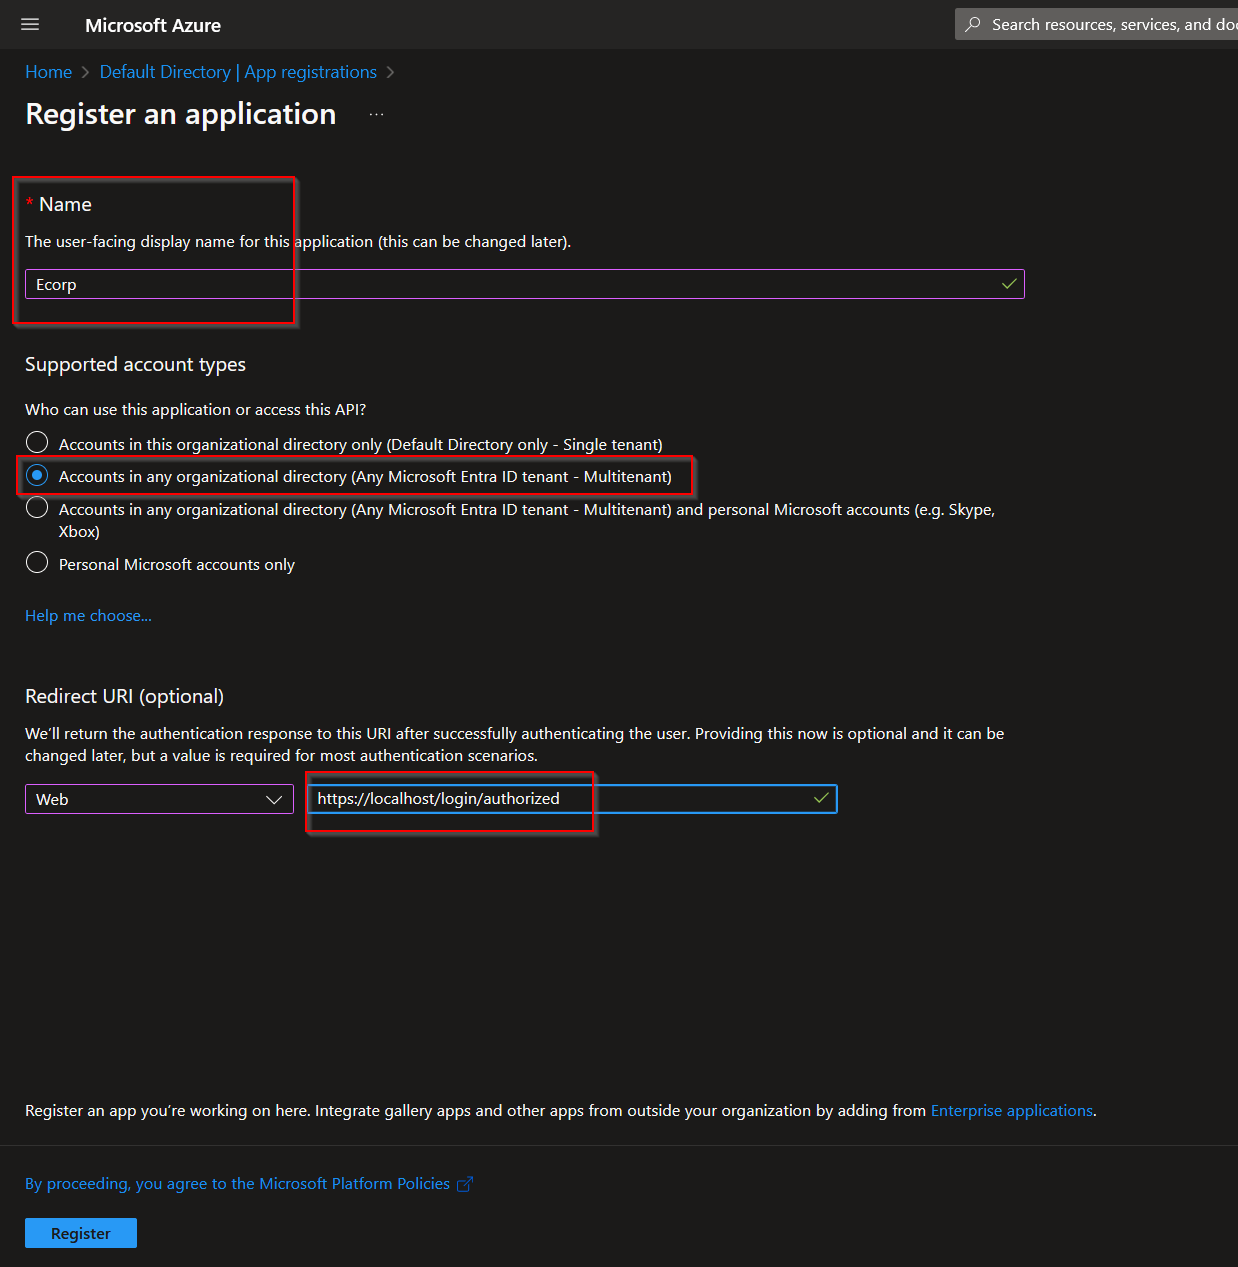 Microsoft Azure
Search resources, services, and do
Home > Default Directory | App registrations >
Register an application ...
* Name
The user-facing display name for this application (this can be changed later).
Ecorp
Supported account types
Who can use this application or access this API?
Accounts in this organizational directory only (Default Directory only - Single tenant)
Accounts in any organizational directory (Any Microsoft Entra ID tenant - Multitenant)
Accounts in any organizational directory (Any Microsoft Entra ID tenant - Multitenant) and personal Microsoft accounts (e.g. Skype,
Xbox)
Personal Microsoft accounts only
Help me choose...
Redirect URI (optional)
We'll return the authentication response to this URI after successfully authenticating the user. Providing this now is optional and it can be
changed later, but a value is required for most authentication scenarios.
Web
https://localhost/login/authorized
Register an app you're working on here. Integrate gallery apps and other apps from outside your organization by adding from Enterprise applications.
By proceeding, you agree to the Microsoft Platform Policies
Register